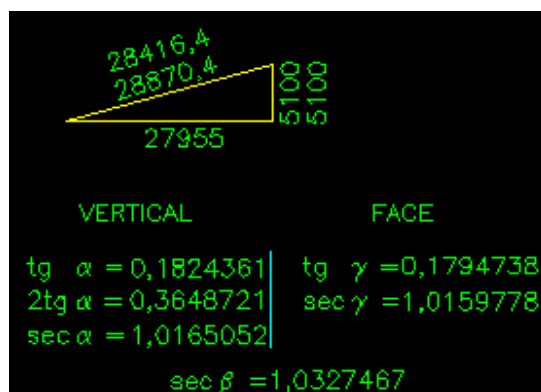 28416,4
28870,4
5100
5100
27955
VERTICAL
FACE
tg α = 0,1824361
2tg α = 0,3648721
sec α = 1,0165052
tg γ =0,1794738
sec γ =1,0159778
sec β =1,0327467